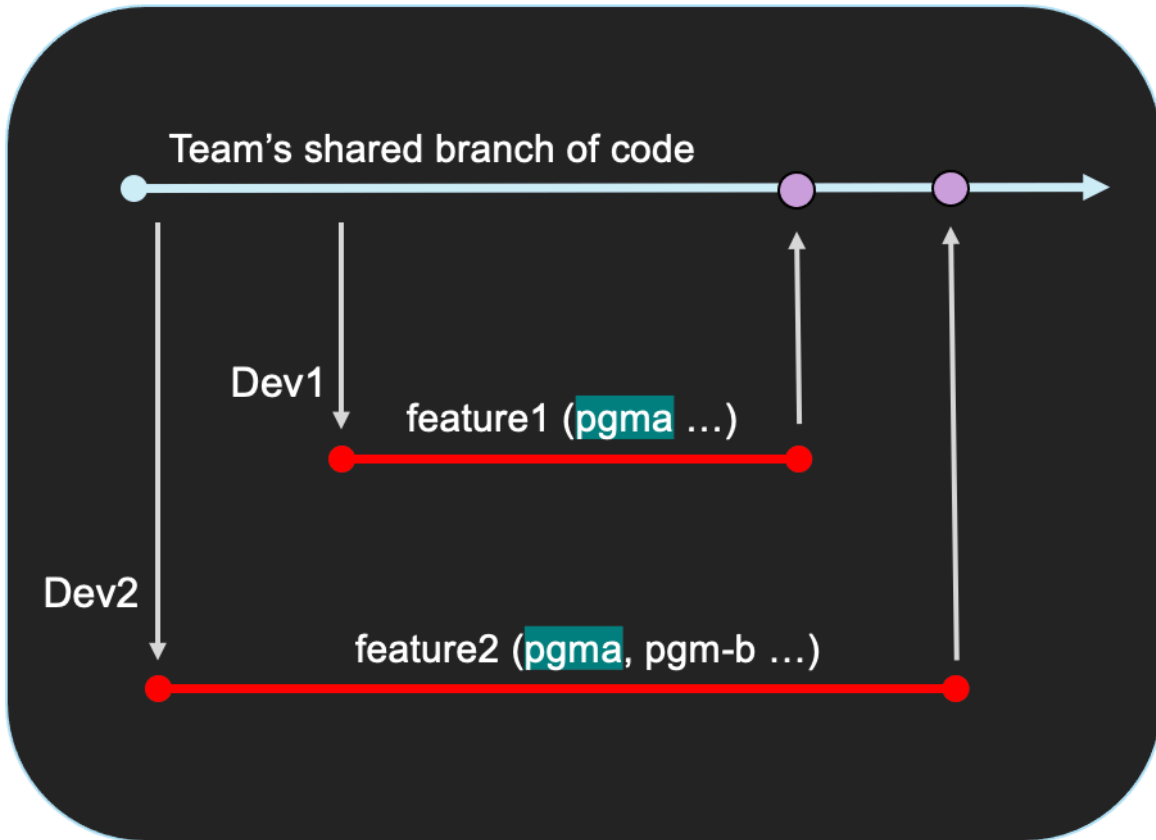 Team’s shared branch of code
Dev1
feature1 (pgma …)
Dev2
feature2 (pgma, pgm-b …)